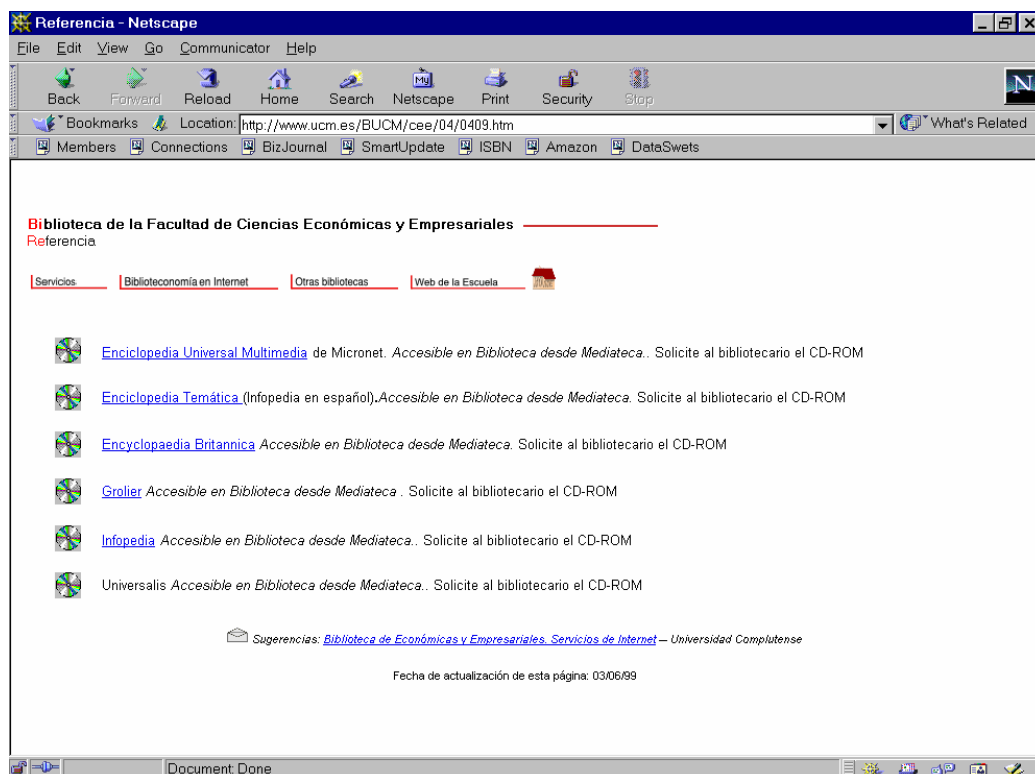 Referencia - Netscape
File Edit View Go Communicator Help
My
N
Back Forward Reload Home Search Netscape Print Security Stop
Bookmarks Location: http://www.ucm.es/BUCM/cee/04/0409.htm What's Related
Members Connections BizJournal SmartUpdate ISBN Amazon DataSwets
Biblioteca de la Facultad de Ciencias Económicas y Empresariales
Referencia
Servicios Biblioteconomía en Internet Otras bibliotecas Web de la Escuela
Enciclopedia Universal Multimedia de Micronet. Accesible en Biblioteca desde Mediateca.. Solicite al bibliotecario el CD-ROM
Enciclopedia Temática (Infopedia en español).Accesible en Biblioteca desde Mediateca. Solicite al bibliotecario el CD-ROM
Encyclopaedia Britannica Accesible en Biblioteca desde Mediateca. Solicite al bibliotecario el CD-ROM
Grolier Accesible en Biblioteca desde Mediateca . Solicite al bibliotecario el CD-ROM
Infopedia Accesible en Biblioteca desde Mediateca.. Solicite al bibliotecario el CD-ROM
Universalis Accesible en Biblioteca desde Mediateca.. Solicite al bibliotecario el CD-ROM
Sugerencias: Biblioteca de Económicas y Empresariales. Servicios de Internet – Universidad Complutense
Fecha de actualización de esta página: 03/06/99
Document: Done